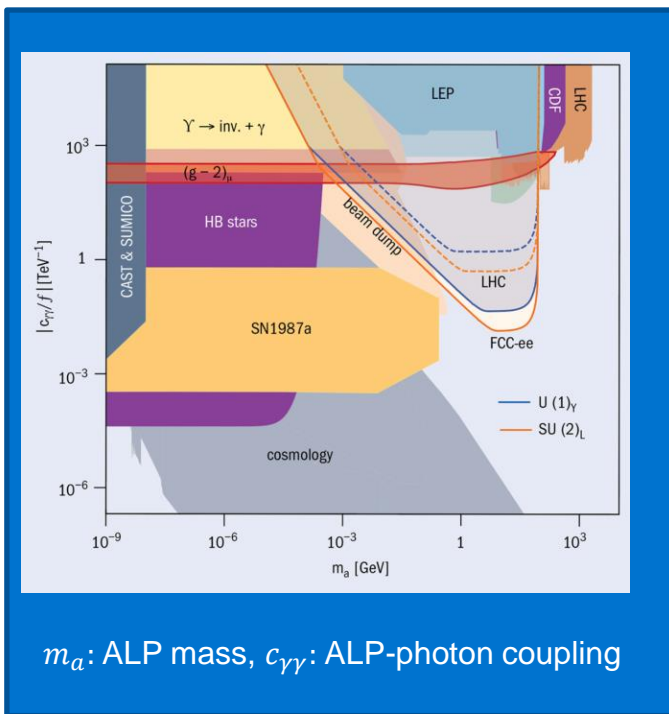 LEP
CDF
LHC
ϒ → inv. + γ
10³
(g − 2)μ
HB stars
beam dump
CAST & SUMICO
|cγγ/f| [TeV⁻¹]
1
LHC
SN1987a
FCC-ee
10⁻³
U (1)Y
SU (2)L
cosmology
10⁻⁶
10⁻⁹ 10⁻⁶ 10⁻³ 1 10³
mₐ [GeV]
𝑚ₐ: ALP mass, 𝑐γγ: ALP-photon coupling